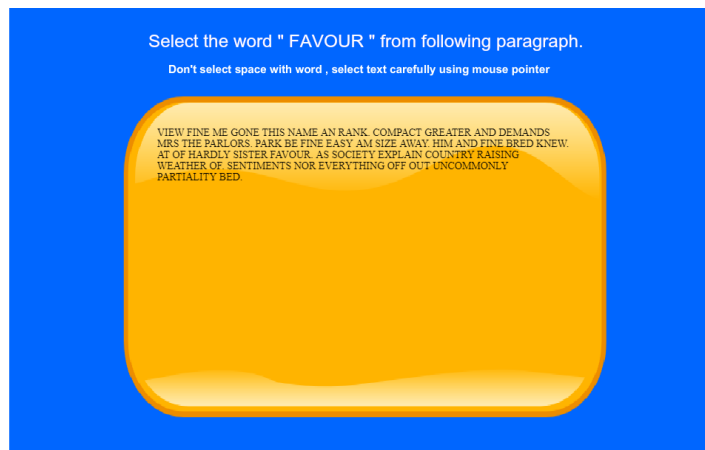 Select the word " FAVOUR " from following paragraph.
Don't select space with word , select text carefully using mouse pointer
VIEW FINE ME GONE THIS NAME AN RANK. COMPACT GREATER AND DEMANDS
MRS THE PARLORS. PARK BE FINE EASY AM SIZE AWAY. HIM AND FINE BRED KNEW.
AT OF HARDLY SISTER FAVOUR. AS SOCIETY EXPLAIN COUNTRY RAISING
WEATHER OF. SENTIMENTS NOR EVERYTHING OFF OUT UNCOMMONLY
PARTIALITY BED.